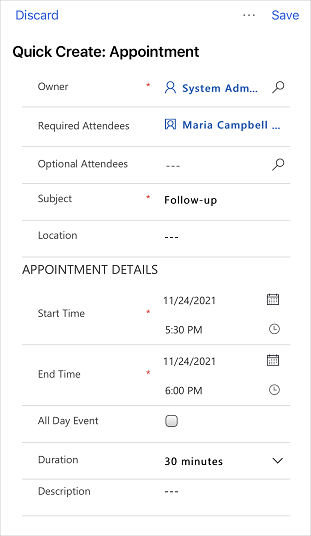 Discard ... Save
Quick Create: Appointment
Owner * System Adm...
Required Attendees Maria Campbell ...
Optional Attendees ---
Subject * Follow-up
Location ---
APPOINTMENT DETAILS
11/24/2021
Start Time *
5:30 PM
11/24/2021
End Time *
6:00 PM
All Day Event
Duration 30 minutes
Description ---